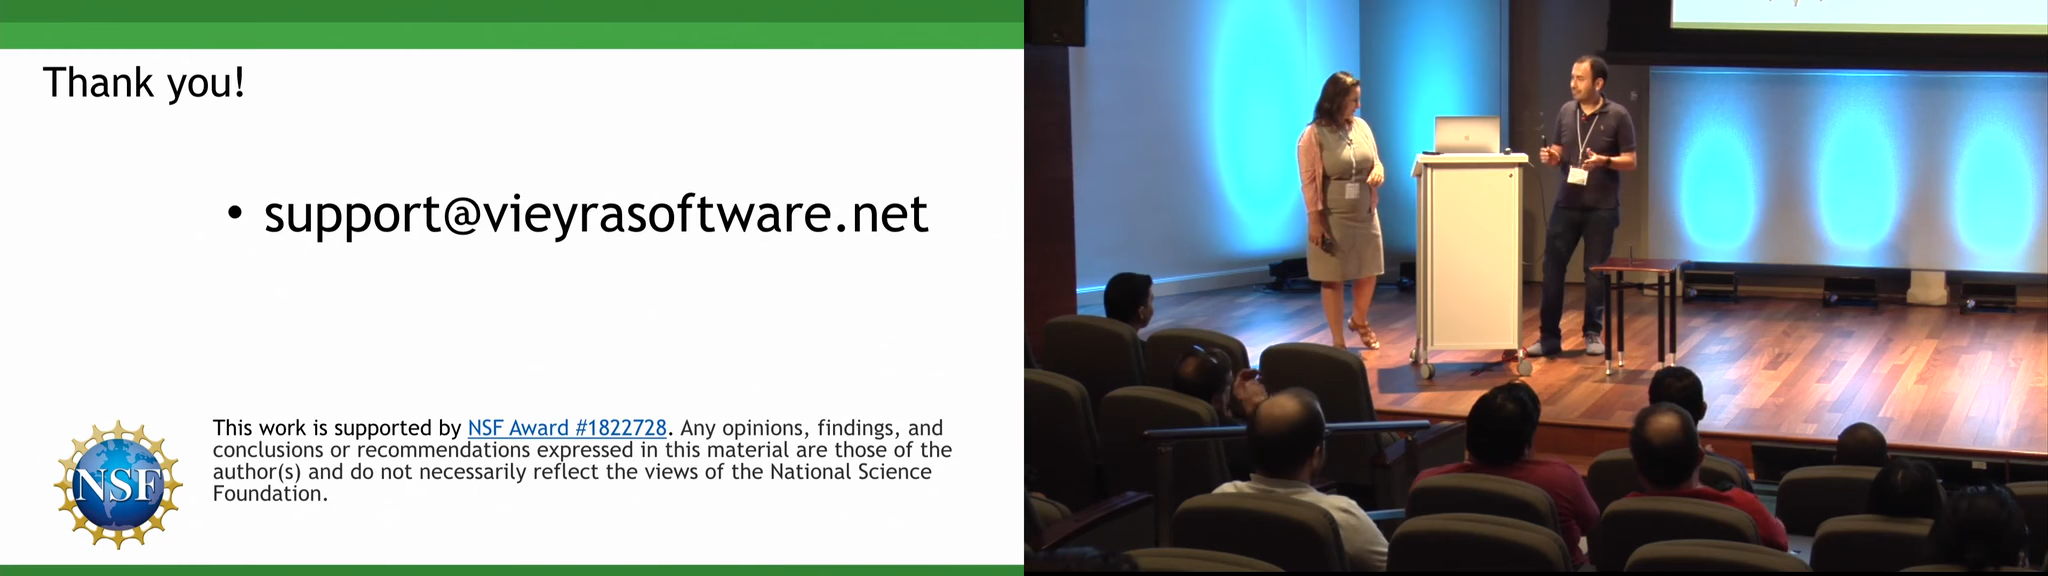 Thank you!
• support@vieyrasoftware.net
This work is supported by NSF Award #1822728. Any opinions, findings, and
conclusions or recommendations expressed in this material are those of the
author(s) and do not necessarily reflect the views of the National Science
Foundation.
NSF